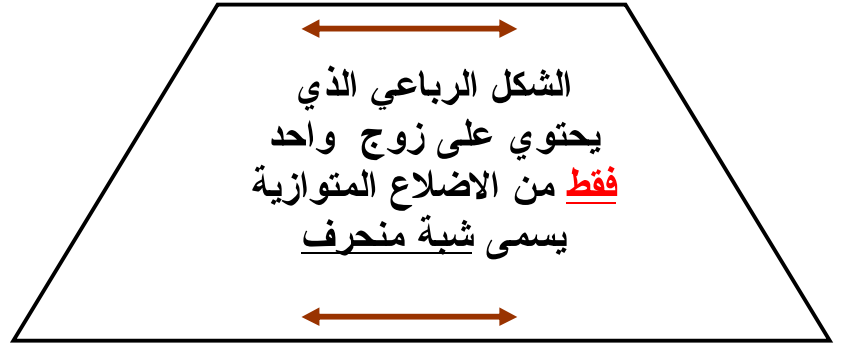 الشكل الرباعي الذي
يحتوي على زوج واحد
فقط من الاضلاع المتوازية
يسمى شبة منحرف